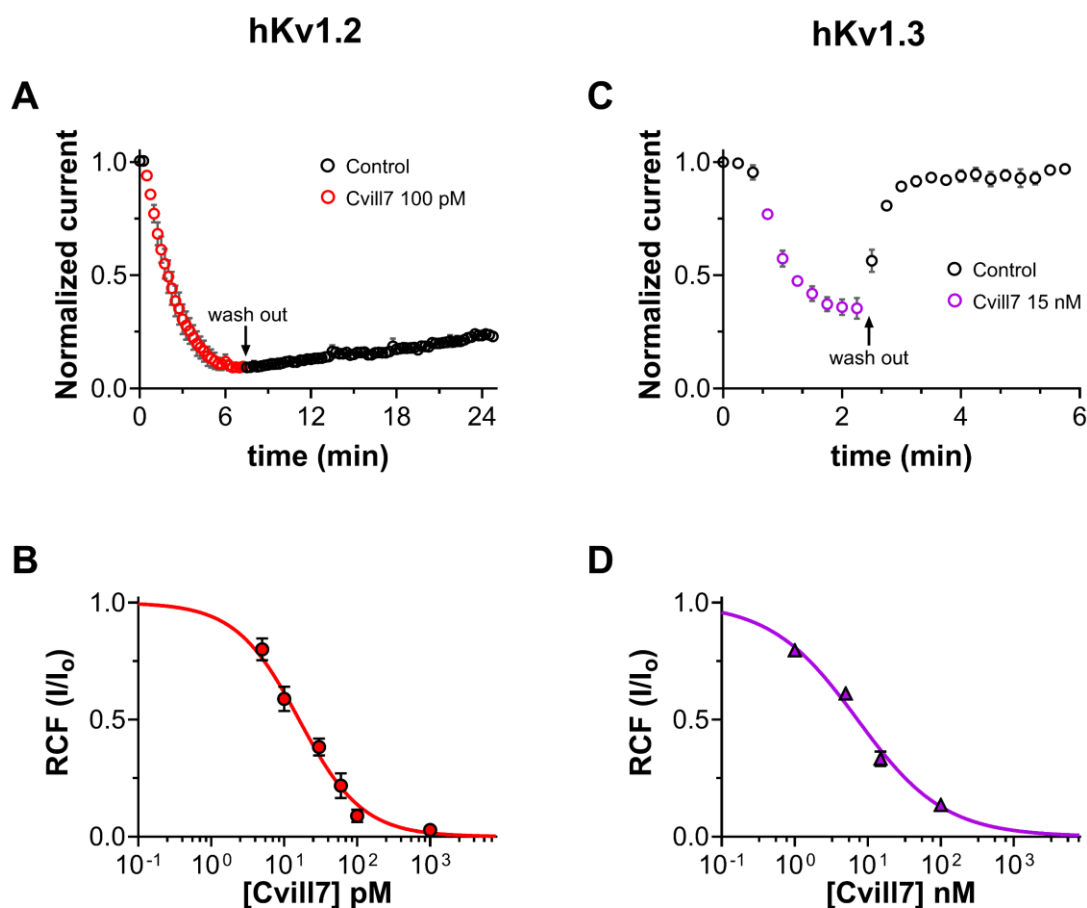 hKv1.2
hKv1.3
A
Normalized current
1.0
0.5
0.0
Control
Cvill7 100 pM
wash out
0 6 12 18 24
time (min)
C
Normalized current
1.0
0.5
0.0
Control
Cvill7 15 nM
wash out
0 2 4 6
time (min)
B
RCF (I/Io)
1.0
0.5
0.0
10-1 100 101 102 103
[Cvill7] pM
D
RCF (I/Io)
1.0
0.5
0.0
10-1 100 101 102 103
[Cvill7] nM